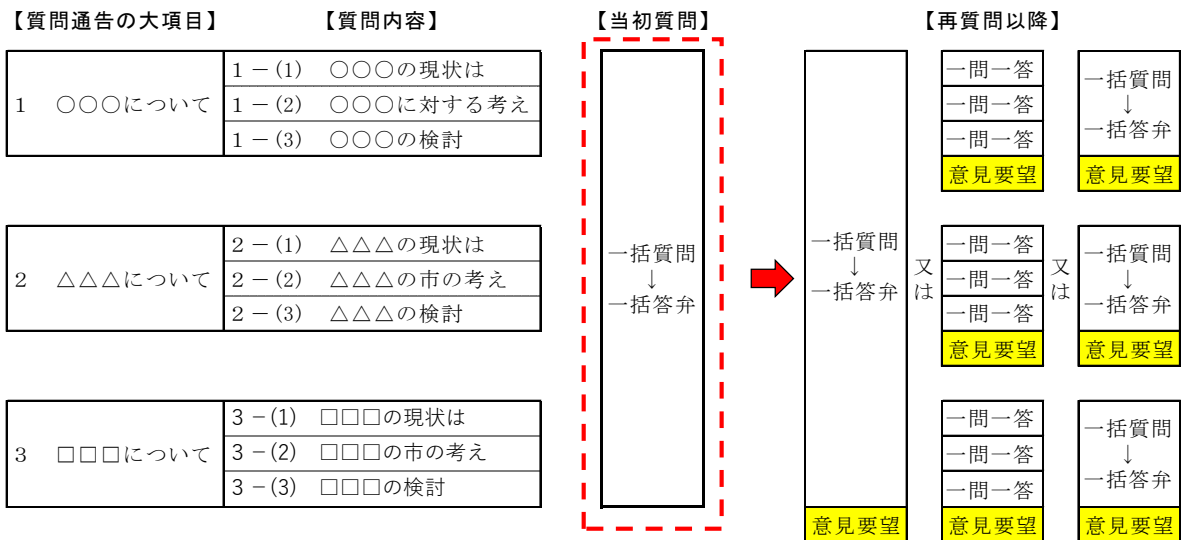 【質問通告の大項目】 【質問内容】 【当初質問】 【再質問以降】
1 ○○○について
1－(1) ○○○の現状は
1－(2) ○○○に対する考え
1－(3) ○○○の検討
2 △△△について
2－(1) △△△の現状は
2－(2) △△△の市の考え
2－(3) △△△の検討
3 □□□について
3－(1) □□□の現状は
3－(2) □□□の市の考え
3－(3) □□□の検討
一括質問
↓
一括答弁
一括質問
↓
一括答弁
意見要望
又は
一問一答
一問一答
一問一答
意見要望
一問一答
一問一答
一問一答
意見要望
一問一答
一問一答
一問一答
意見要望
又は
一括質問
↓
一括答弁
意見要望
一括質問
↓
一括答弁
意見要望
一括質問
↓
一括答弁
意見要望